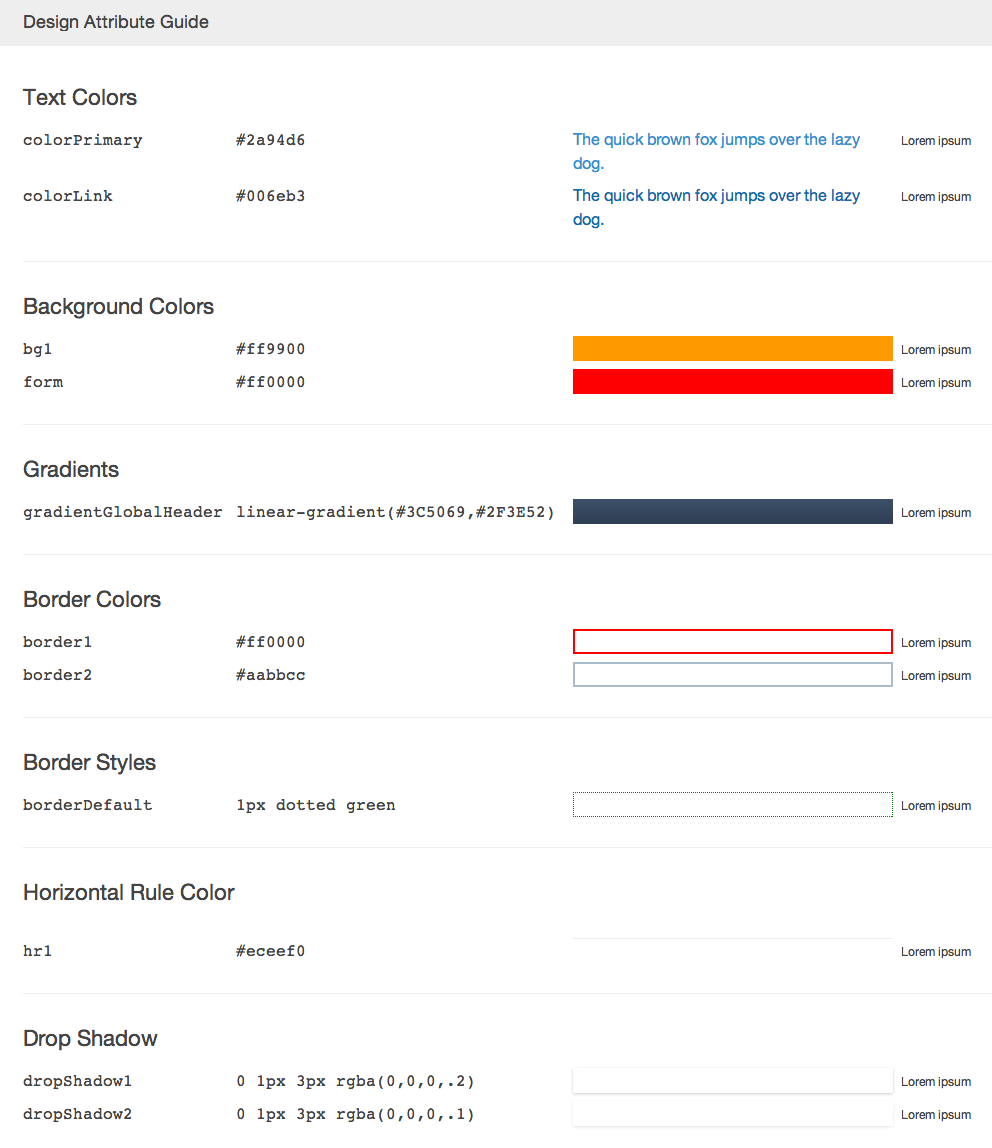 Design Attribute Guide
Text Colors
colorPrimary #2a94d6 The quick brown fox jumps over the lazy Lorem ipsum
dog.
colorLink #006eb3 The quick brown fox jumps over the lazy Lorem ipsum
dog.
Background Colors
bg1 #ff9900 Lorem ipsum
form #ff0000 Lorem ipsum
Gradients
gradientGlobalHeader linear-gradient(#3C5069,#2F3E52) Lorem ipsum
Border Colors
border1 #ff0000 Lorem ipsum
border2 #aabbcc Lorem ipsum
Border Styles
borderDefault 1px dotted green Lorem ipsum
Horizontal Rule Color
hr1 #eceef0 Lorem ipsum
Drop Shadow
dropShadow1 0 1px 3px rgba(0,0,0,.2) Lorem ipsum
dropShadow2 0 1px 3px rgba(0,0,0,.1) Lorem ipsum